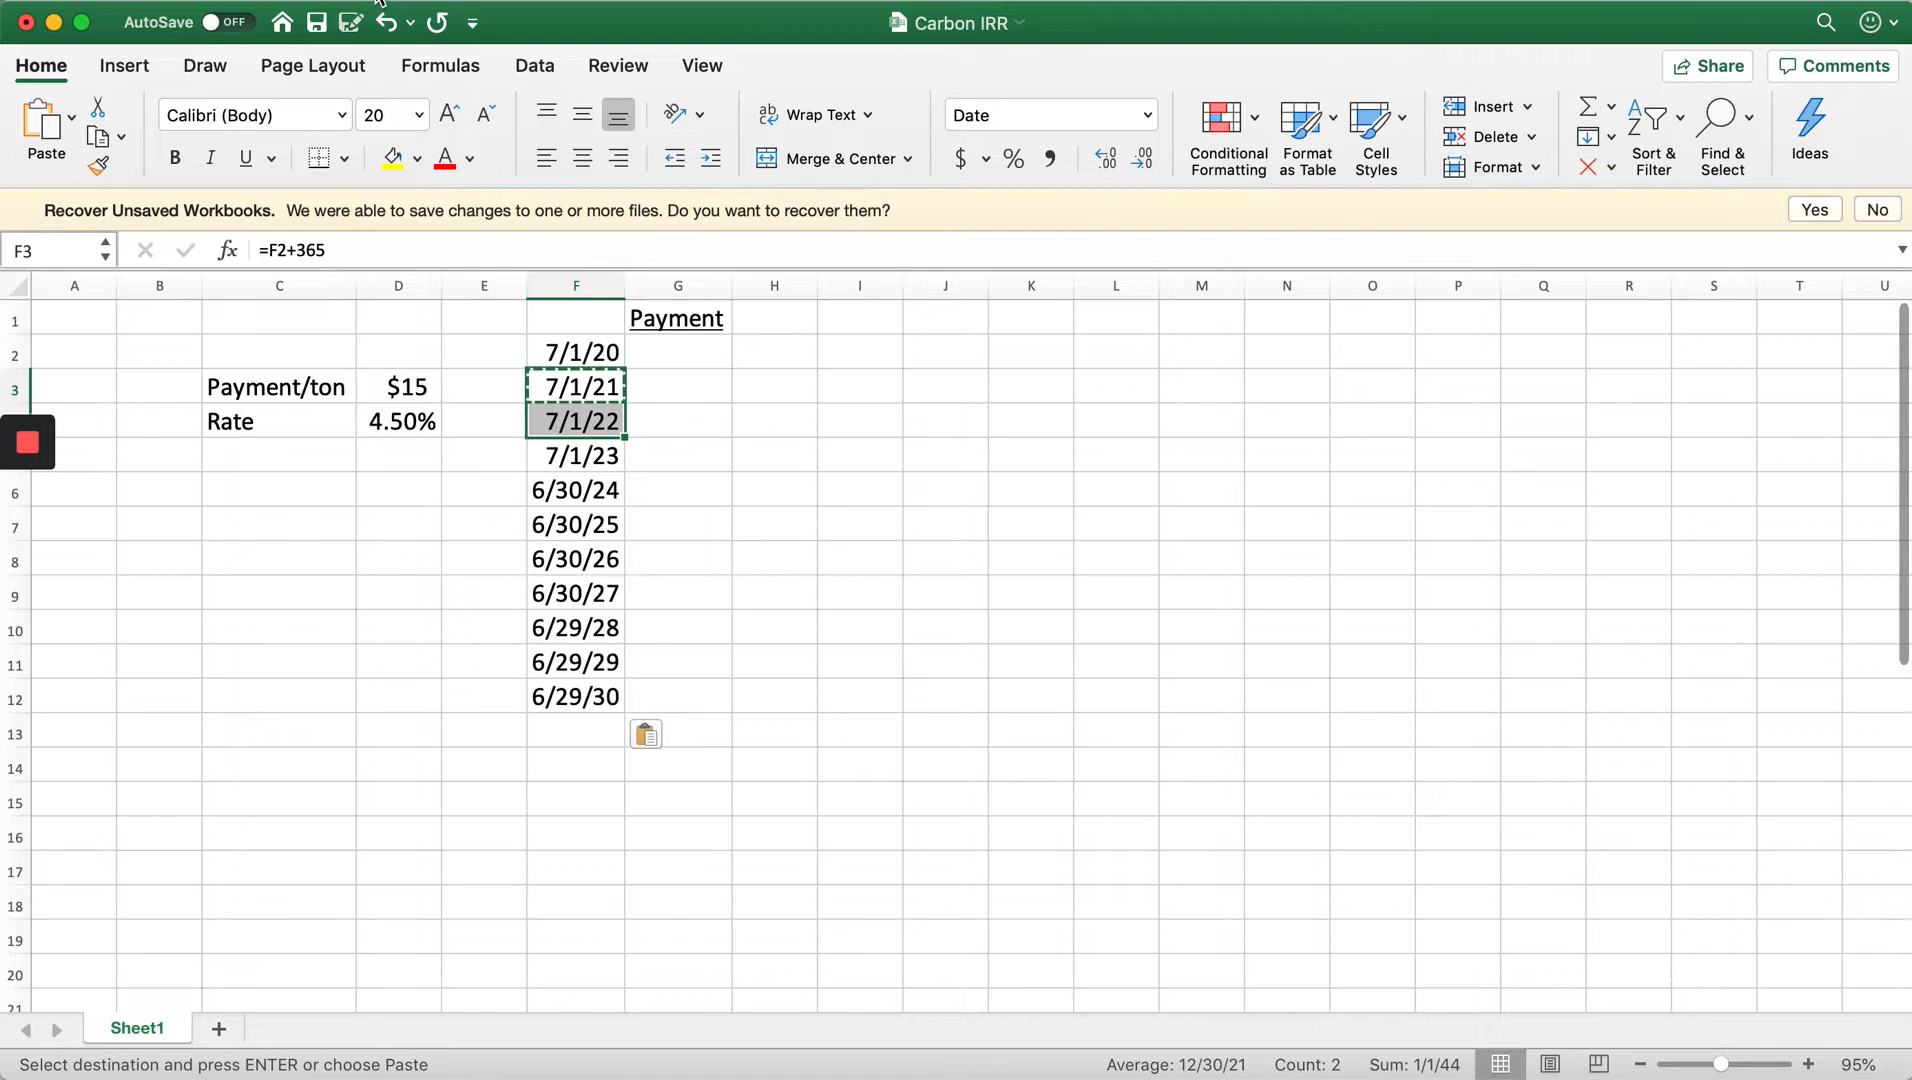 AutoSave OFF Carbon IRR
Home Insert Draw Page Layout Formulas Data Review View Share Comments
Paste
Calibri (Body) 20
Wrap Text
Merge & Center
Date
Conditional Formatting
Format as Table
Cell Styles
Insert
Delete
Format
Sort & Filter
Find & Select
Ideas
Recover Unsaved Workbooks. We were able to save changes to one or more files. Do you want to recover them? Yes No
F3 fx =F2+365
A B C D E F G H I J K L M N O P Q R S T U
1 Payment
2 7/1/20
3 Payment/ton $15 7/1/21
Rate 4.50% 7/1/22
7/1/23
6 6/30/24
7 6/30/25
8 6/30/26
9 6/30/27
10 6/29/28
11 6/29/29
12 6/29/30
13
14
15
16
17
18
19
20
21
Sheet1 +
Select destination and press ENTER or choose Paste Average: 12/30/21 Count: 2 Sum: 1/1/44 95%